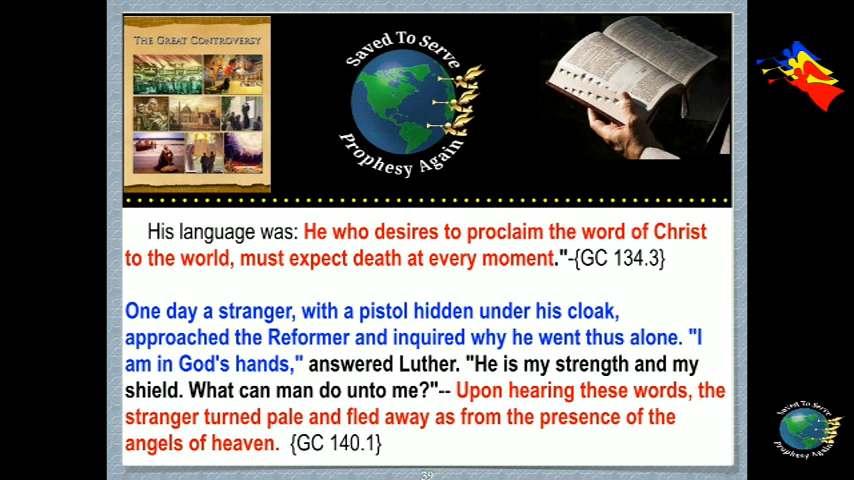 THE GREAT CONTROVERSY
Saved To Serve
Prophesy Again
His language was: He who desires to proclaim the word of Christ
to the world, must expect death at every moment."-{GC 134.3}
One day a stranger, with a pistol hidden under his cloak,
approached the Reformer and inquired why he went thus alone. "I
am in God's hands," answered Luther. "He is my strength and my
shield. What can man do unto me?"-- Upon hearing these words, the
stranger turned pale and fled away as from the presence of the
angels of heaven. {GC 140.1}
Saved To Serve
Prophesy Again
39